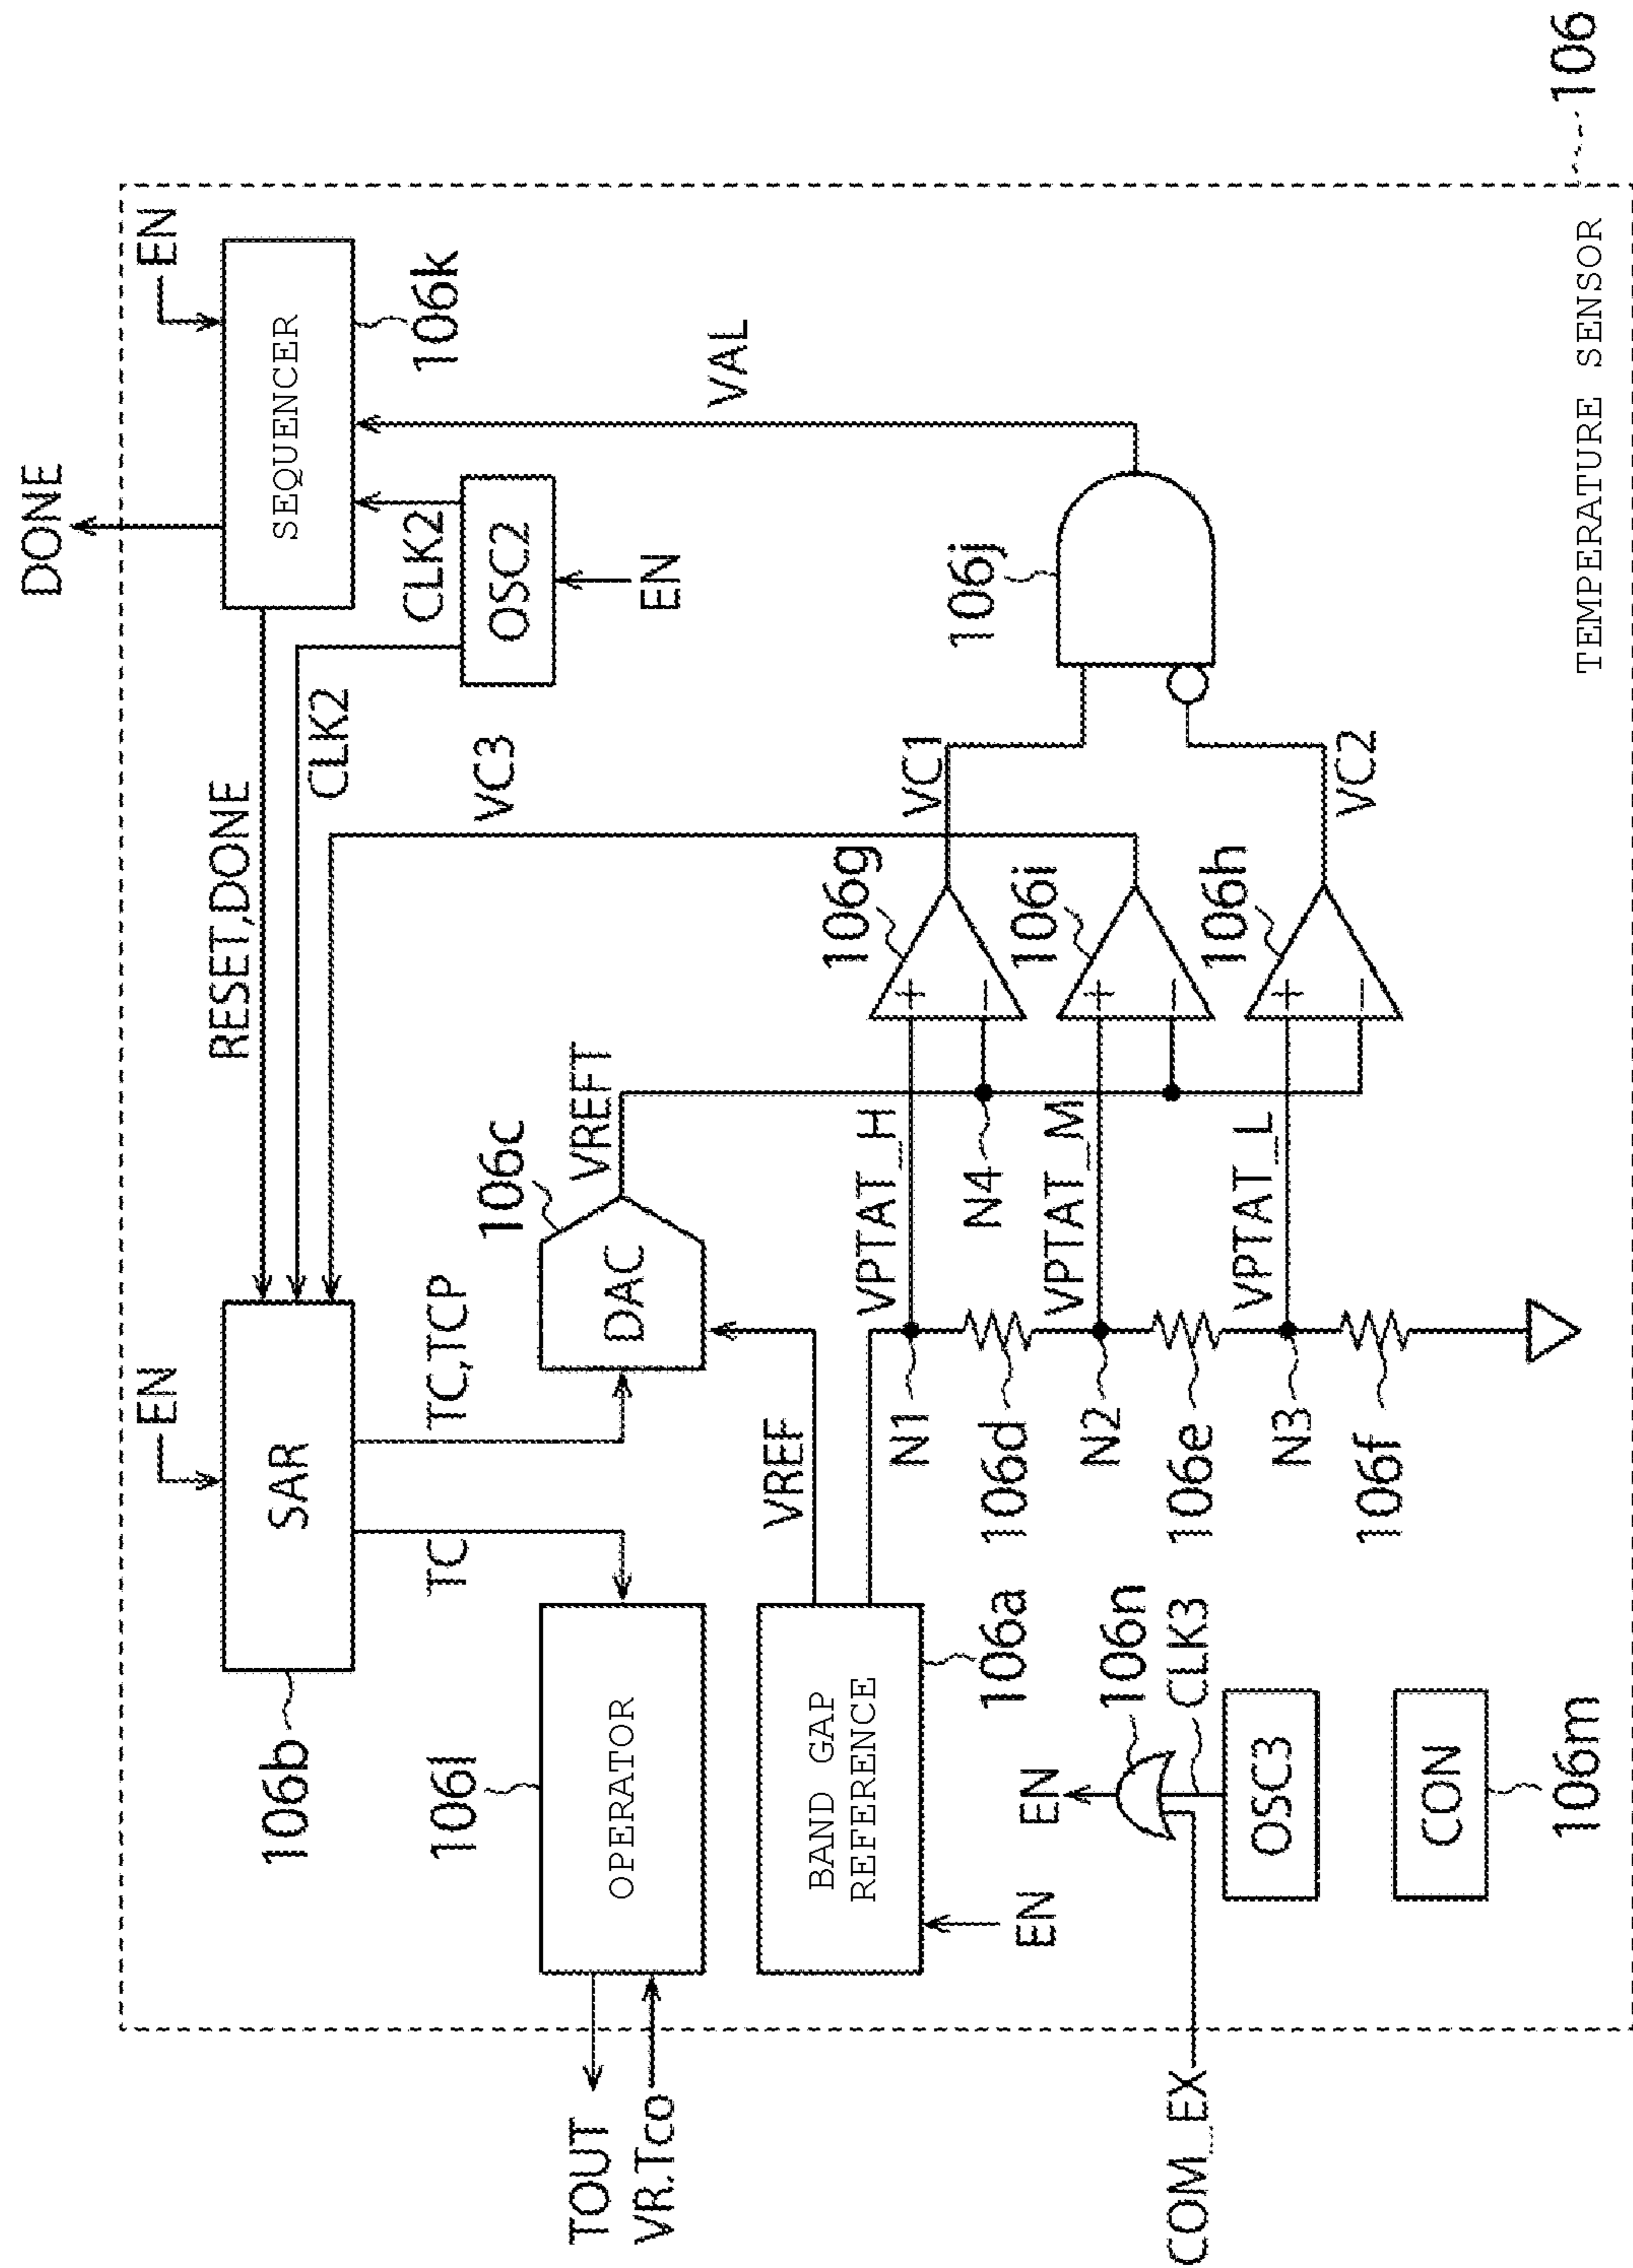 DONE
EN
EN
SEQUENCER
106k
RESET,DONE
CLK2
CLK2
OSC2
EN
VC3
VAL
SAR
106b
TC
TC,TCP
106l
OPERATOR
TOUT
VR.Tco
106c
DAC
VREFT
VREF
BAND GAP
REFERENCE
106a
EN
N1
VPTAT_H
106g
+
−
VC1
106j
106d
N4
N2
VPTAT_M
106i
+
−
106e
N3
VPTAT_L
106h
+
−
VC2
106f
EN
106n
CLK3
COM_EX
OSC3
CON
106m
TEMPERATURE SENSOR
106